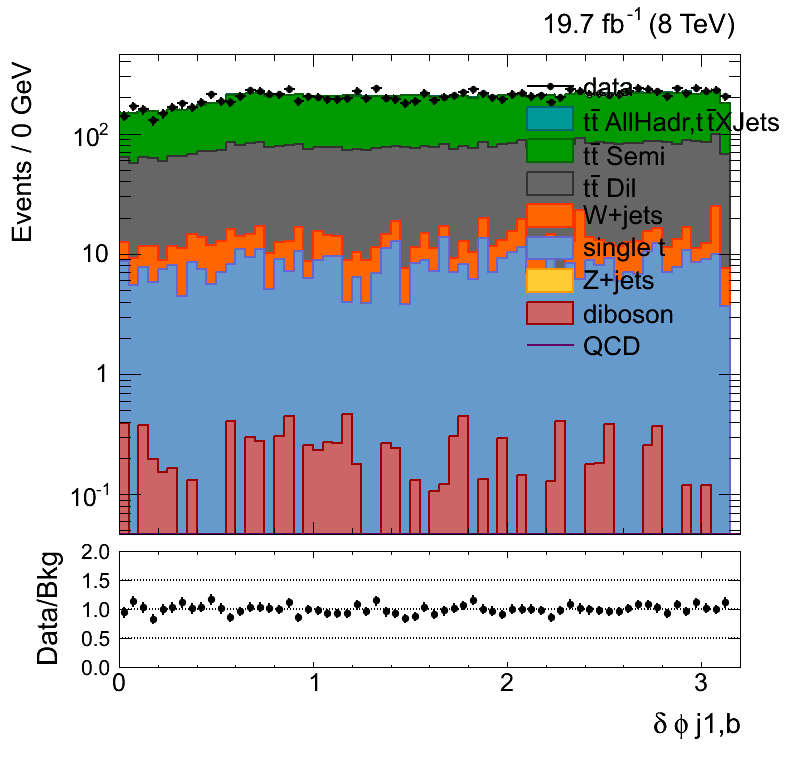 19.7 fb⁻¹ (8 TeV)
Events / 0 GeV
10²
10
1
10⁻¹
data
tt̄ AllHadr,t t̄XJets
tt̄ Semi
tt̄ Dil
W+jets
single t
Z+jets
diboson
QCD
Data/Bkg
2.0
1.5
1.0
0.5
0.0
0 1 2 3
δ ϕ j1,b